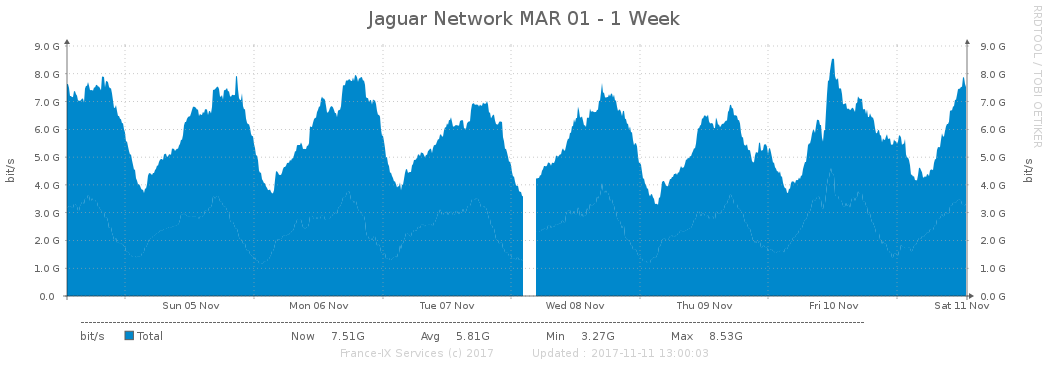 Jaguar Network MAR 01 - 1 Week
RRDTOOL / TOBI OETIKER
bit/s
9.0 G 9.0 G
8.0 G 8.0 G
7.0 G 7.0 G
6.0 G 6.0 G
5.0 G 5.0 G
4.0 G 4.0 G
3.0 G 3.0 G
2.0 G 2.0 G
1.0 G 1.0 G
0.0 0.0 G
bit/s
Sun 05 Nov Mon 06 Nov Tue 07 Nov Wed 08 Nov Thu 09 Nov Fri 10 Nov Sat 11 Nov
bit/s Total Now 7.51G Avg 5.81G Min 3.27G Max 8.53G
France-IX Services (c) 2017 Updated : 2017-11-11 13:00:03